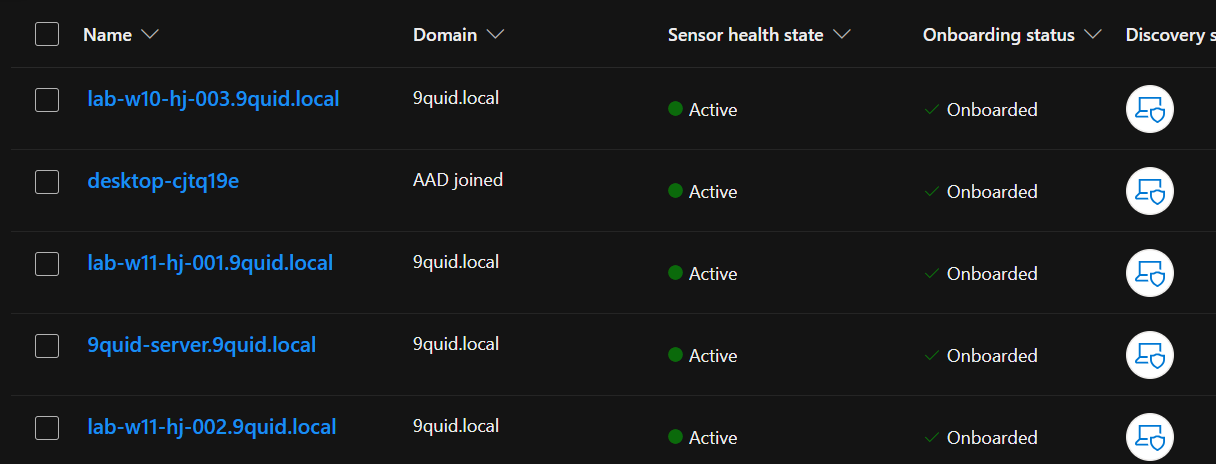 Name Domain Sensor health state Onboarding status Discovery s
lab-w10-hj-003.9quid.local 9quid.local Active Onboarded
desktop-cjtq19e AAD joined Active Onboarded
lab-w11-hj-001.9quid.local 9quid.local Active Onboarded
9quid-server.9quid.local 9quid.local Active Onboarded
lab-w11-hj-002.9quid.local 9quid.local Active Onboarded